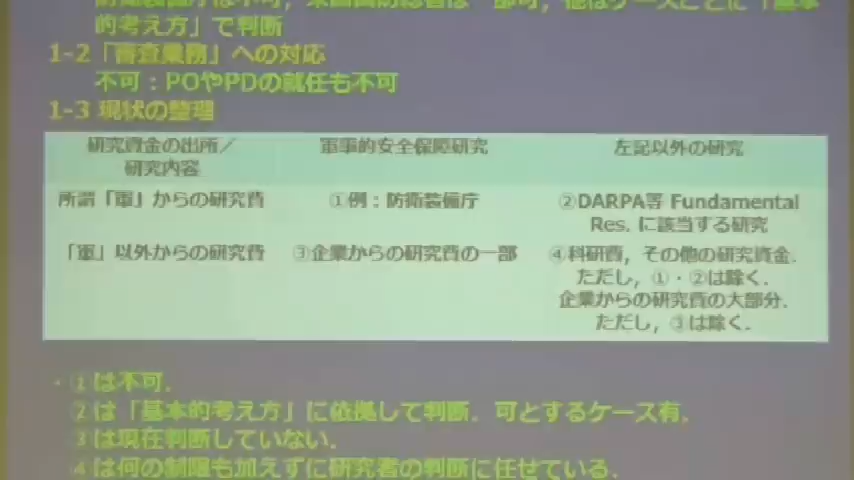 的考え方」で判断
1-2「審査業務」への対応
不可：POやPDの就任も不可
1-3 現状の整理
研究資金の出所／
研究内容
軍事的安全保障研究
左記以外の研究
所謂「軍」からの研究費
①例：防衛装備庁
②DARPA等 Fundamental
Res. に該当する研究
「軍」以外からの研究費
③企業からの研究費の一部
④科研費，その他の研究資金．
ただし，①・②は除く．
企業からの研究費の大部分．
ただし，③は除く．
・①は不可．
②は「基本的考え方」に依拠して判断．可とするケース有．
③は現在判断していない．
④は何の制限も加えずに研究者の判断に任せている．